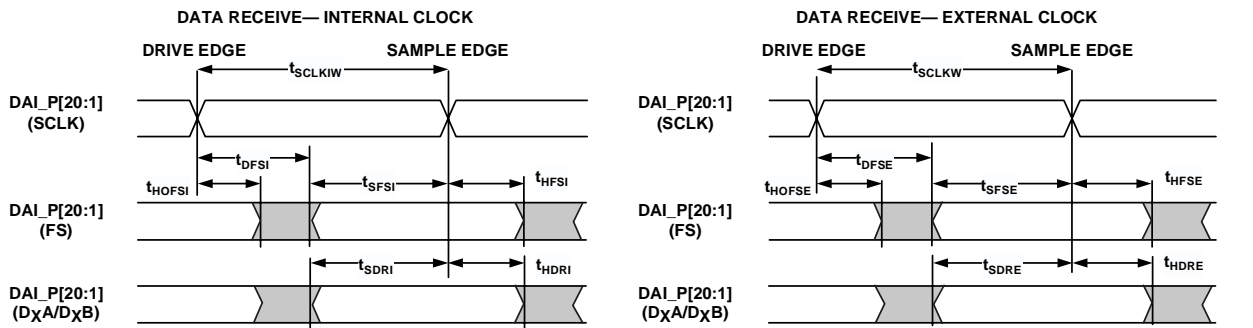 DATA RECEIVE— INTERNAL CLOCK
DRIVE EDGE
SAMPLE EDGE
tSCLKIW
DAI_P[20:1]
(SCLK)
tDFSI
tHOFSI
tSFSI
tHFSI
DAI_P[20:1]
(FS)
tSDRI
tHDRI
DAI_P[20:1]
(DXA/DXB)
DATA RECEIVE— EXTERNAL CLOCK
DRIVE EDGE
SAMPLE EDGE
tSCLKW
DAI_P[20:1]
(SCLK)
tDFSE
tHOFSE
tSFSE
tHFSE
DAI_P[20:1]
(FS)
tSDRE
tHDRE
DAI_P[20:1]
(DXA/DXB)